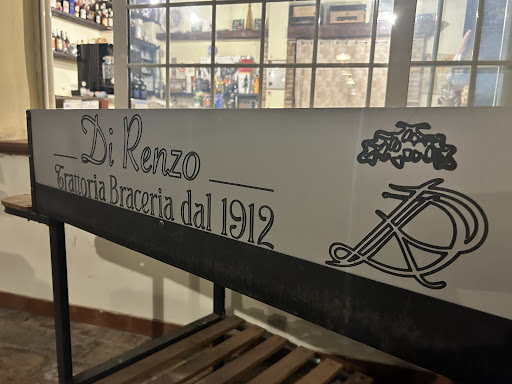 Di Renzo
Trattoria Braceria dal 1912